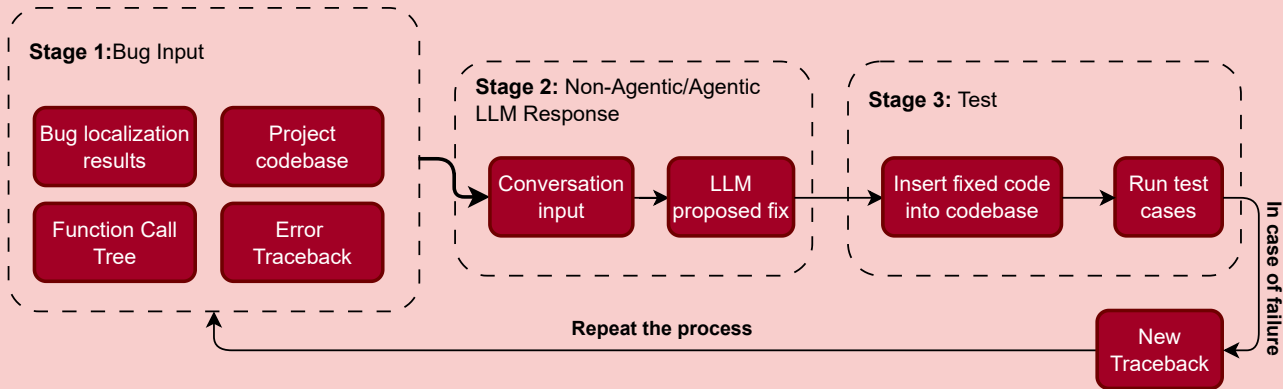 Stage 1:Bug Input
Bug localization
results
Project
codebase
Function Call
Tree
Error
Traceback
Stage 2: Non-Agentic/Agentic
LLM Response
Conversation
input
LLM
proposed fix
Stage 3: Test
Insert fixed code
into codebase
Run test
cases
In case of failure
New
Traceback
Repeat the process